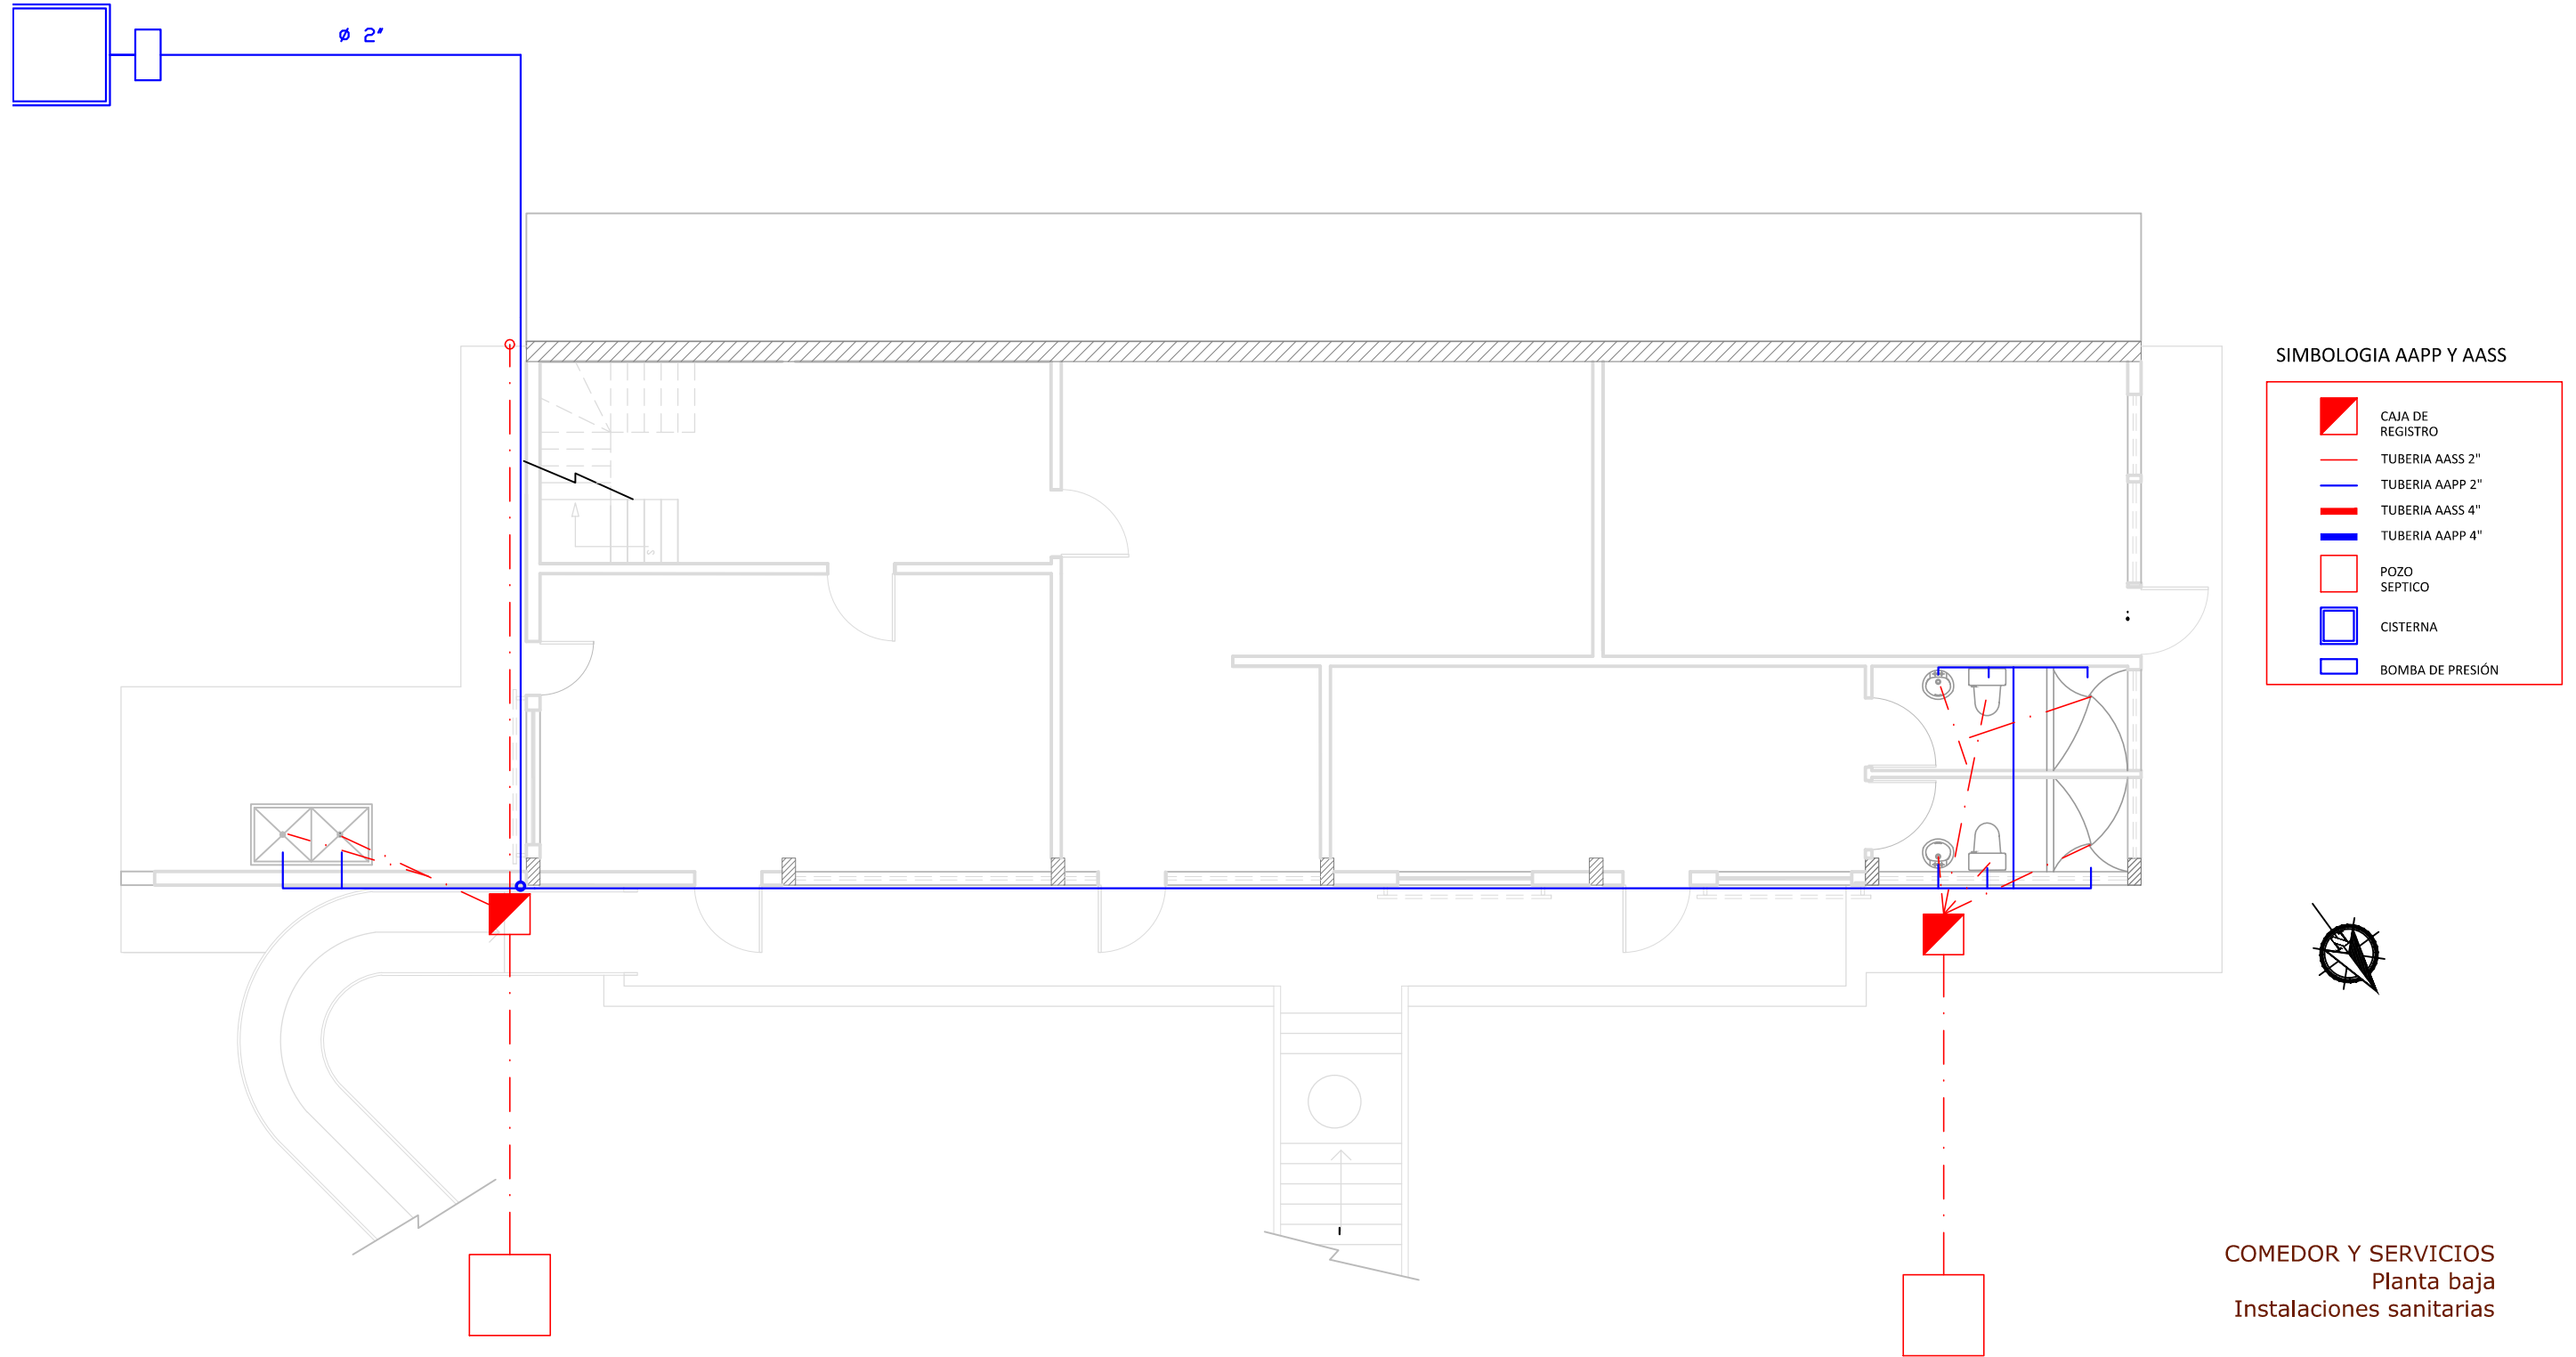 ø 2"
SIMBOLOGIA AAPP Y AASS
CAJA DE
REGISTRO
TUBERIA AASS 2"
TUBERIA AAPP 2"
TUBERIA AASS 4"
TUBERIA AAPP 4"
POZO
SEPTICO
CISTERNA
BOMBA DE PRESIÓN
S
COMEDOR Y SERVICIOS
Planta baja
Instalaciones sanitarias